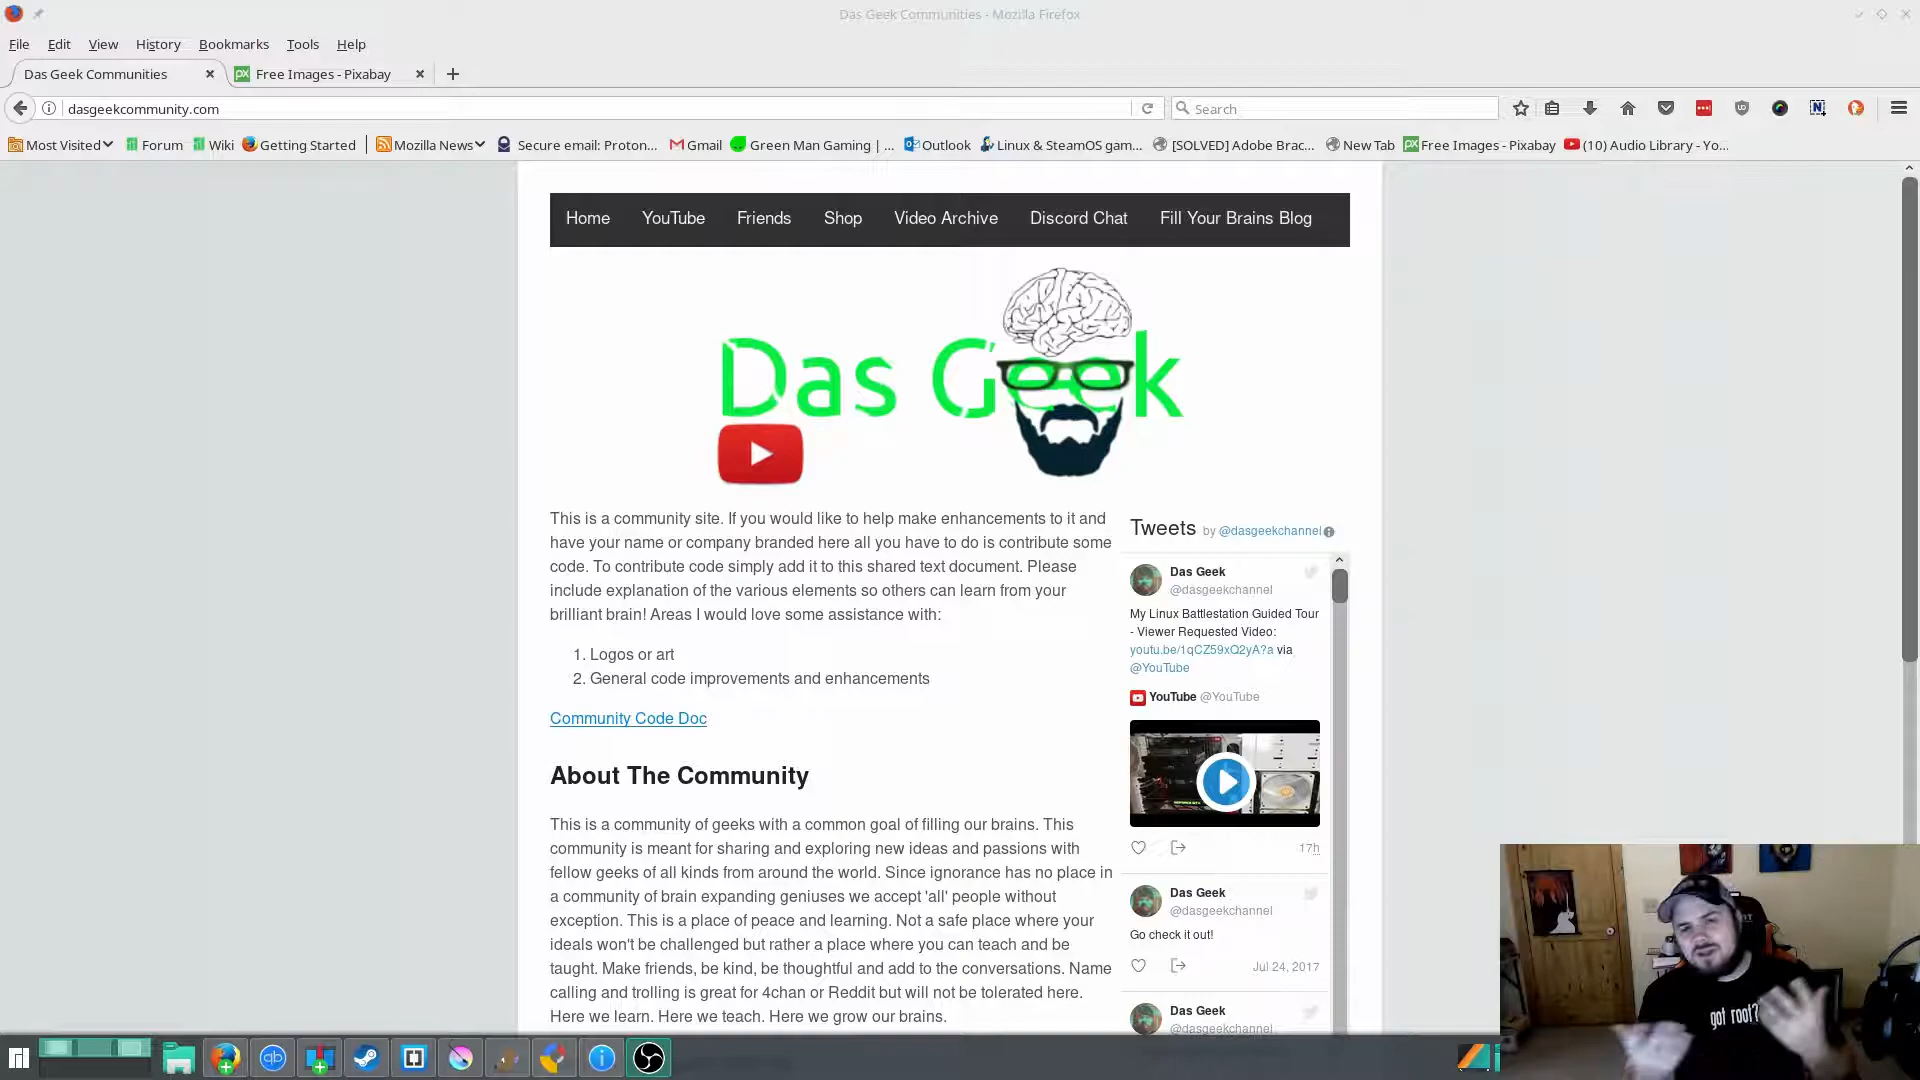 Das Geek Communities - Mozilla Firefox
File Edit View History Bookmarks Tools Help
Das Geek Communities
Free Images - Pixabay
dasgeekcommunity.com
Search
Most Visited Forum Wiki Getting Started Mozilla News Secure email: Proton... Gmail Green Man Gaming | ... Outlook Linux & SteamOS gam... [SOLVED] Adobe Brac... New Tab Free Images - Pixabay (10) Audio Library - Yo...
Home YouTube Friends Shop Video Archive Discord Chat Fill Your Brains Blog
Das Geek
This is a community site. If you would like to help make enhancements to it and
have your name or company branded here all you have to do is contribute some
code. To contribute code simply add it to this shared text document. Please
include explanation of the various elements so others can learn from your
brilliant brain! Areas I would love some assistance with:
1. Logos or art
2. General code improvements and enhancements
Community Code Doc
About The Community
This is a community of geeks with a common goal of filling our brains. This
community is meant for sharing and exploring new ideas and passions with
fellow geeks of all kinds from around the world. Since ignorance has no place in
a community of brain expanding geniuses we accept 'all' people without
exception. This is a place of peace and learning. Not a safe place where your
ideals won't be challenged but rather a place where you can teach and be
taught. Make friends, be kind, be thoughtful and add to the conversations. Name
calling and trolling is great for 4chan or Reddit but will not be tolerated here.
Here we learn. Here we teach. Here we grow our brains.
Tweets by @dasgeekchannel
Das Geek
@dasgeekchannel
My Linux Battlestation Guided Tour
- Viewer Requested Video:
youtu.be/1qCZ59xQ2yA?a via
@YouTube
YouTube @YouTube
17h
Das Geek
@dasgeekchannel
Go check it out!
Jul 24, 2017
Das Geek
@dasgeekchannel
got root?